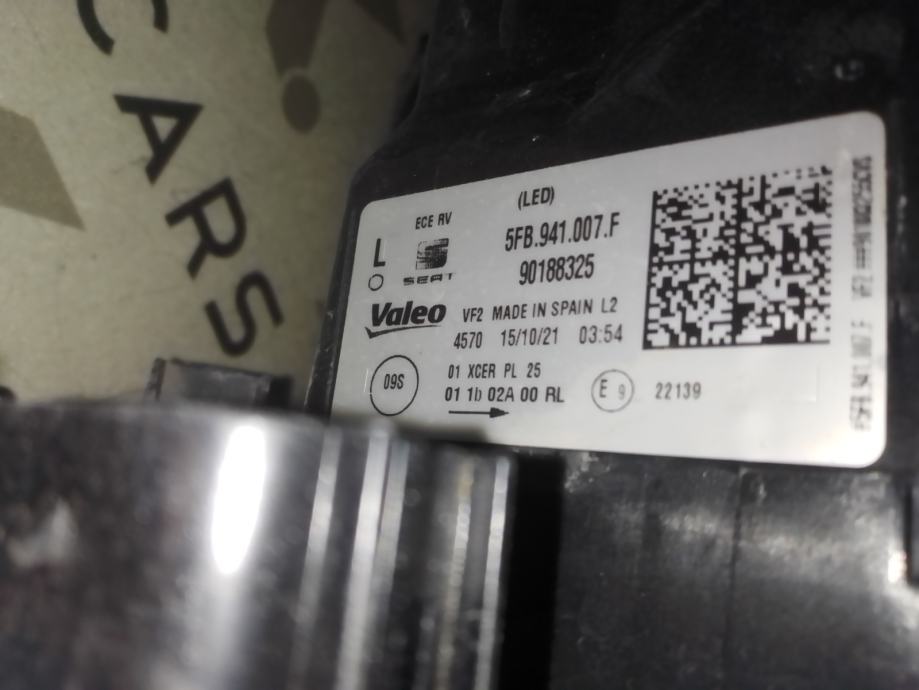 CARS
(LED)
ECE RV
L
5FB.941.007.F
SEAT
90188325
Valeo
VF2 MADE IN SPAIN L2
4570 15/10/21 03:54
09S
01 XCER PL 25
01 1b 02A 00 RL
E 9
22139